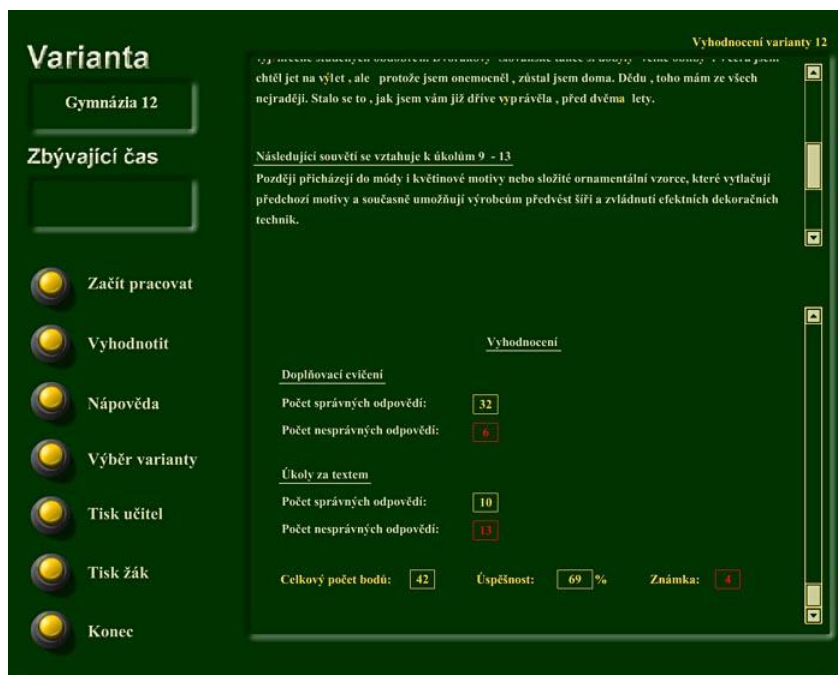 Vyhodnocení varianty 12
Varianta
Gymnázia 12
Zbývající čas
Začít pracovat
Vyhodnotit
Nápověda
Výběr varianty
Tisk učitel
Tisk žák
Konec
chtěl jet na výlet , ale protože jsem onemocněl , zůstal jsem doma. Dědu , toho mám ze všech
nejraději. Stalo se to , jak jsem vám již dříve vyprávěla , před dvěma lety.
Následující souvětí se vztahuje k úkolům 9 - 13
Později přicházejí do módy i květinové motivy nebo složité ornamentální vzorce, které vytlačují
předchozí motivy a současně umožňují výrobcům předvést šíři a zvládnutí efektních dekoračních
technik.
Vyhodnocení
Doplňovací cvičení
Počet správných odpovědí: 32
Počet nesprávných odpovědí: 6
Úkoly za textem
Počet správných odpovědí: 10
Počet nesprávných odpovědí: 13
Celkový počet bodů: 42 Úspěšnost: 69 % Známka: 4